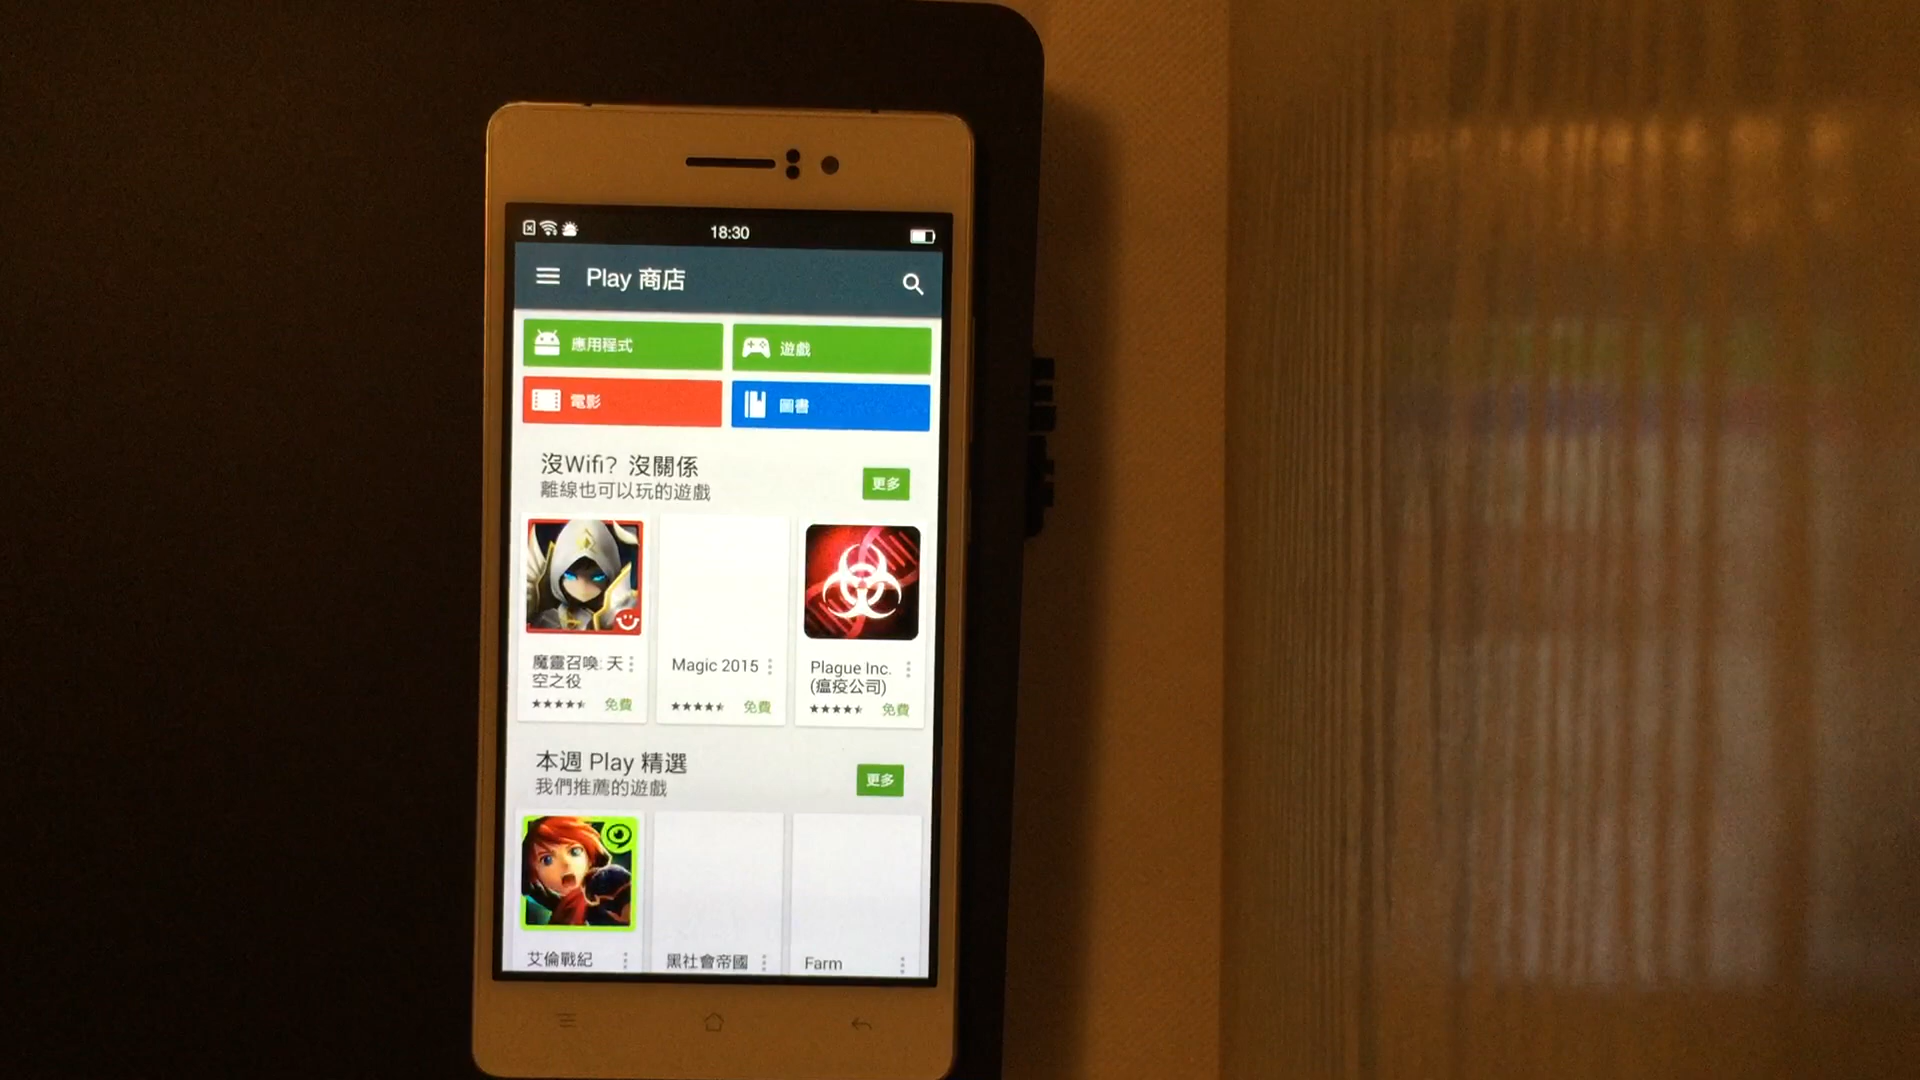 18:30
Play 商店
應用程式
遊戲
電影
圖書
沒Wifi? 沒關係
離線也可以玩的遊戲
更多
魔靈召喚: 天
空之役
免費
Magic 2015
免費
Plague Inc.
(瘟疫公司)
免費
本週 Play 精選
我們推薦的遊戲
更多
艾倫戰紀
黑社會帝國
Farm